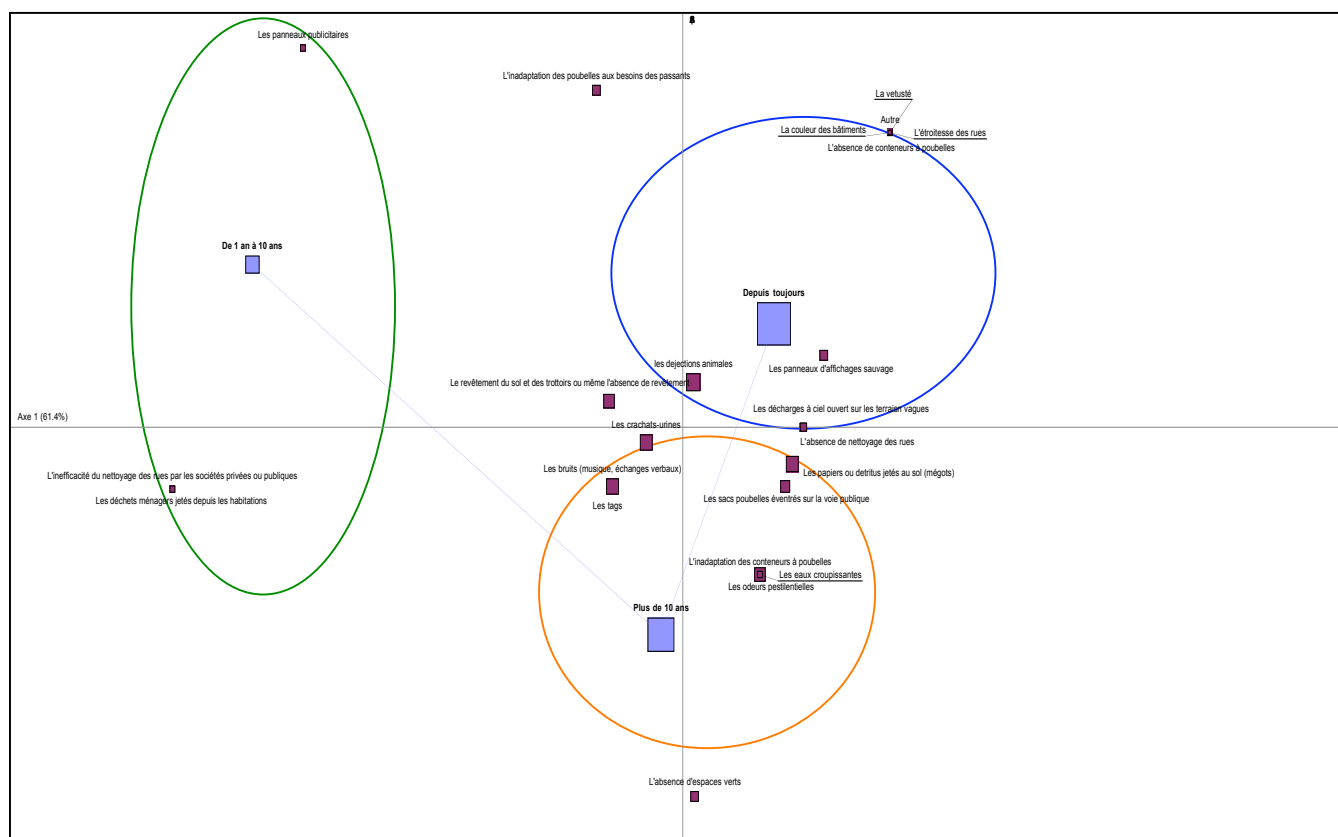 Les panneaux publicitaires
L'inadaptation des poubelles aux besoins des passants
La vetusté
Autre
La couleur des bâtiments
L'étroitesse des rues
L'absence de conteneurs à poubelles
De 1 an à 10 ans
Depuis toujours
les dejections animales
Les panneaux d'affichages sauvage
Le revêtement du sol et des trottoirs ou même l'absence de revêtement
Les décharges à ciel ouvert sur les terraien vagues
Axe 1 (61.4%)
Les crachats-urines
L'absence de nettoyage des rues
Les bruits (musique, échanges verbaux)
Les papiers ou detritus jetés au sol (mégots)
L'inefficacité du nettoyage des rues par les sociétés privées ou publiques
Les déchets ménagers jetés depuis les habitations
Les tags
Les sacs poubelles éventrés sur la voie publique
L'inadaptation des conteneurs à poubelles
Les eaux croupissantes
Les odeurs pestilentielles
Plus de 10 ans
L'absence d'espaces verts